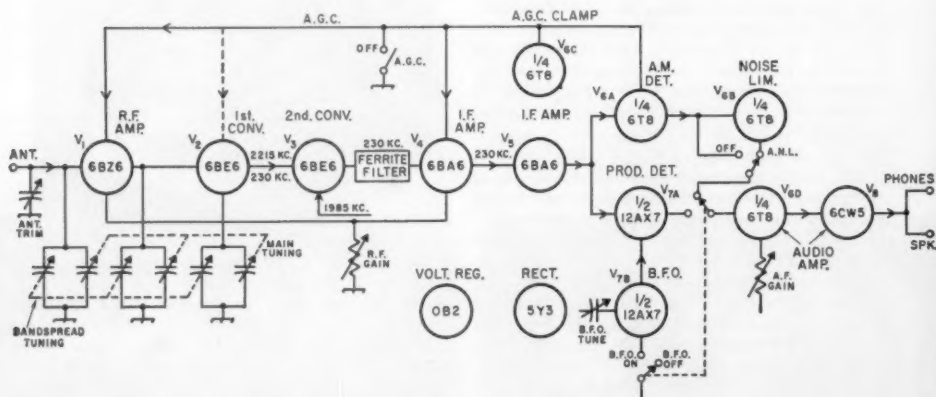 A.G.C.
A.G.C. CLAMP
OFF
A.G.C.
V6C
1/4
6T8
A.M.
DET.
NOISE
LIM.
R.F.
AMP.
1st.
CONV.
2nd. CONV.
I.F.
AMP.
I.F. AMP.
V6A
1/4
6T8
V6B
1/4
6T8
ANT.
V1
6BZ6
V2
6BE6
2215 KC.
230 KC.
V3
6BE6
230 KC.
FERRITE
FILTER
V4
6BA6
230 KC.
V5
6BA6
OFF
A.N.L.
PROD. DET.
V7A
1/2
12AX7
V6D
1/4
6T8
V8
6CW5
PHONES
SPK.
1985 KC.
ANT.
TRIM
MAIN
TUNING
R.F.
GAIN
AUDIO
AMP.
A.F.
GAIN
VOLT. REG.
0B2
RECT.
5Y3
V7B
B.F.O.
1/2
12AX7
B.F.O.
TUNE
BANDSPREAD
TUNING
B.F.O.
ON
B.F.O.
OFF